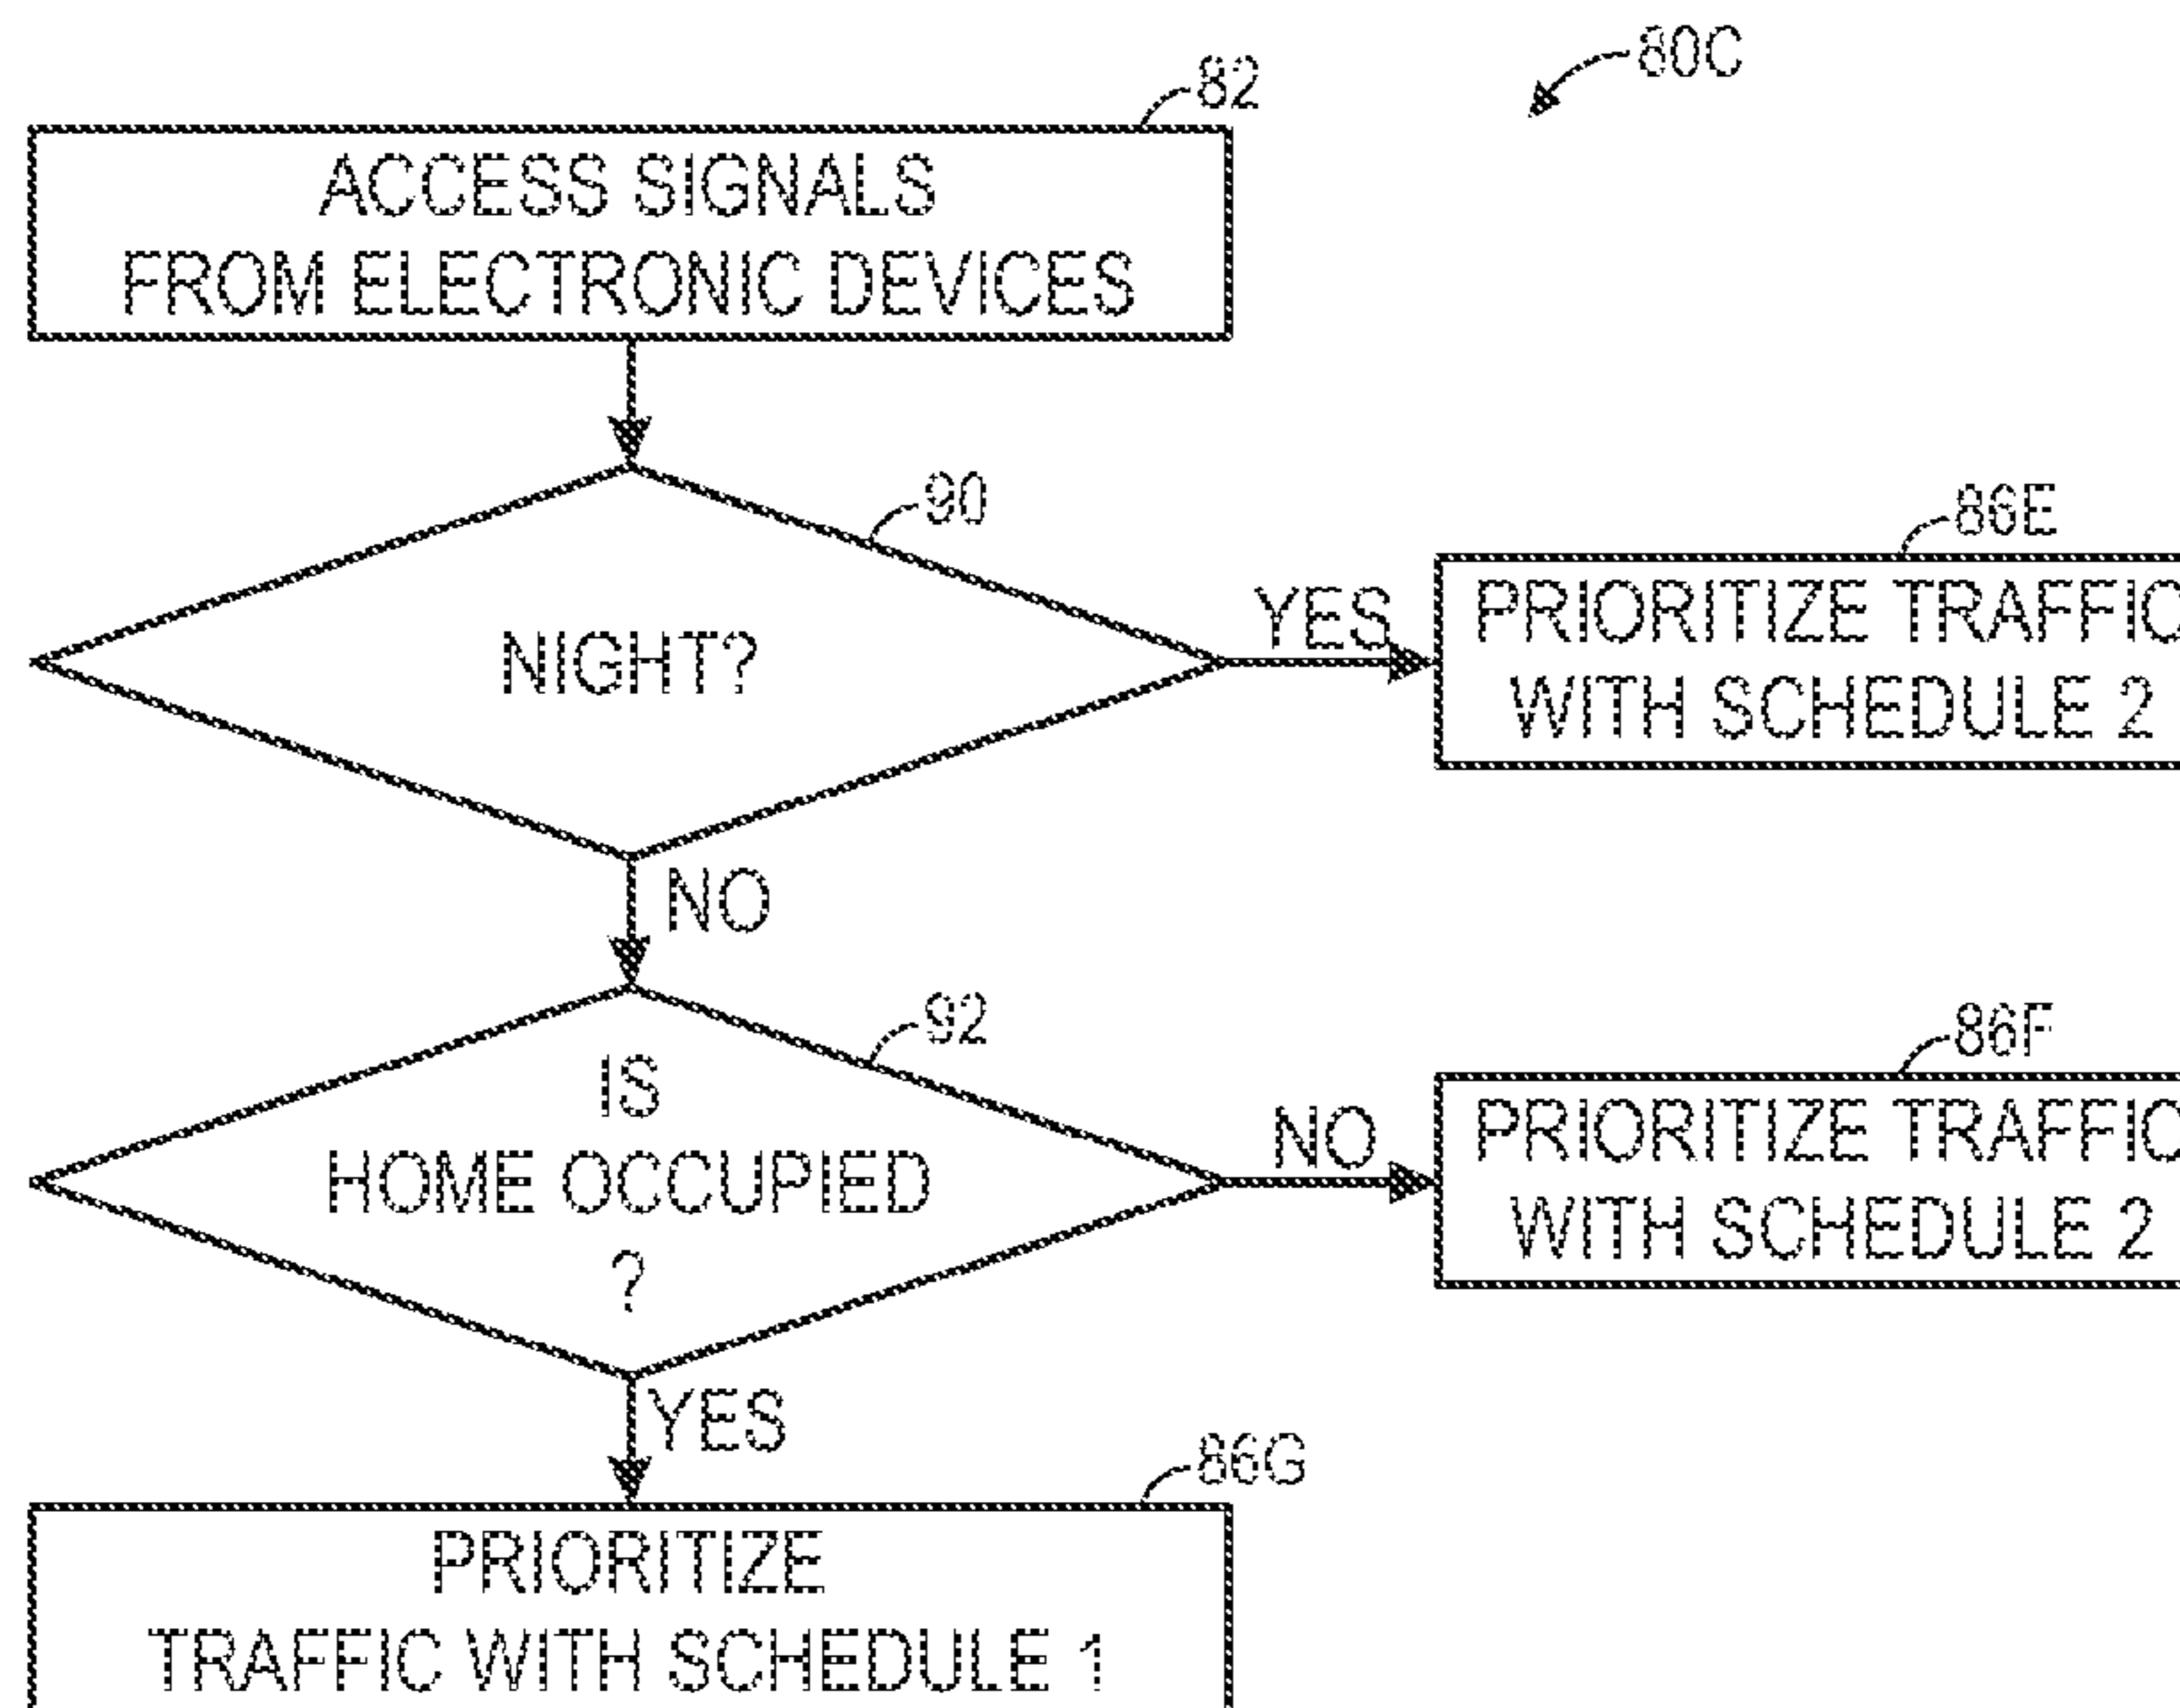 80C
82
ACCESS SIGNALS
FROM ELECTRONIC DEVICES
90
NIGHT?
YES
86E
PRIORITIZE TRAFFIC
WITH SCHEDULE 2
NO
92
IS
HOME OCCUPIED
?
NO
86F
PRIORITIZE TRAFFIC
WITH SCHEDULE 2
YES
86G
PRIORITIZE
TRAFFIC WITH SCHEDULE 1